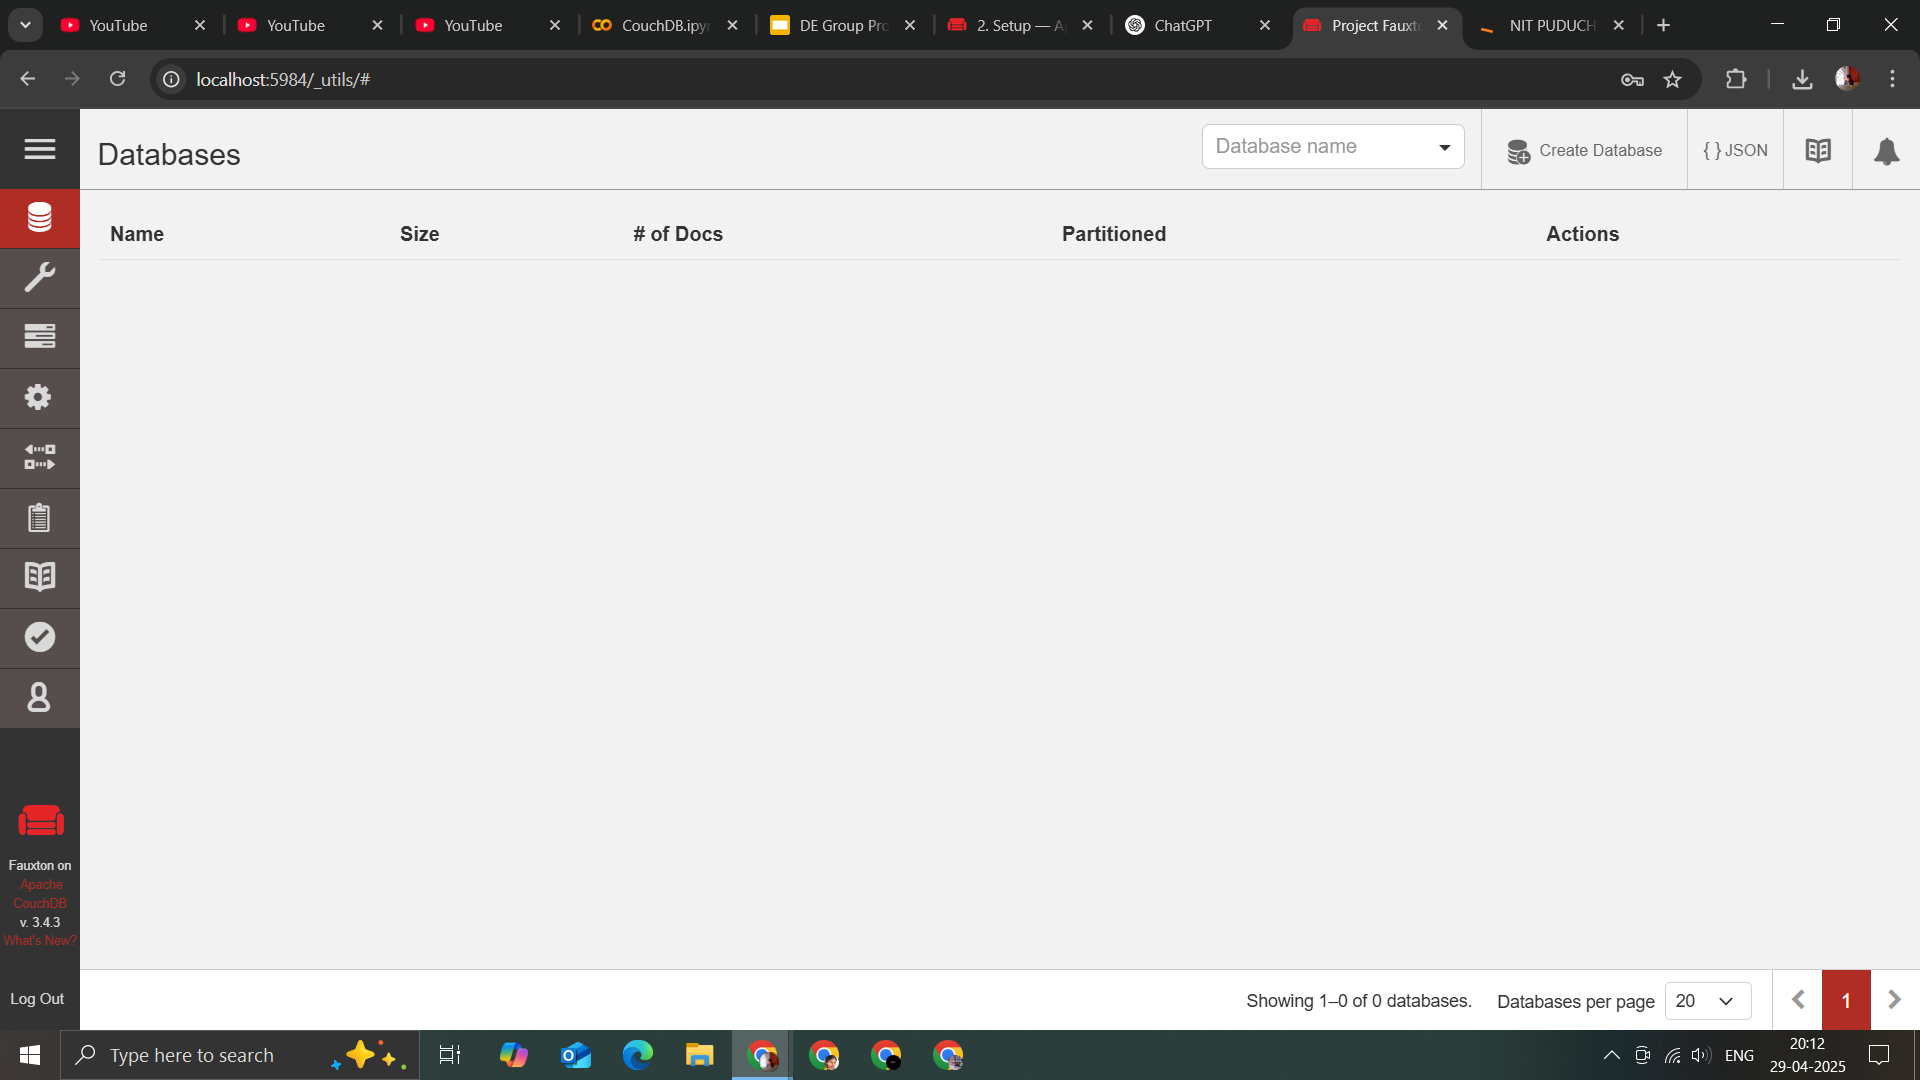 YouTube
YouTube
YouTube
CouchDB.ipyn
DE Group Pro
2. Setup — A
ChatGPT
Project Fauxt
NIT PUDUCH
localhost:5984/_utils/#
Databases
Database name
Create Database
{ } JSON
Name Size # of Docs Partitioned Actions
Fauxton on
Apache
CouchDB
v. 3.4.3
What's New?
Log Out
Showing 1–0 of 0 databases. Databases per page 20 1
Type here to search
ENG
20:12
29-04-2025